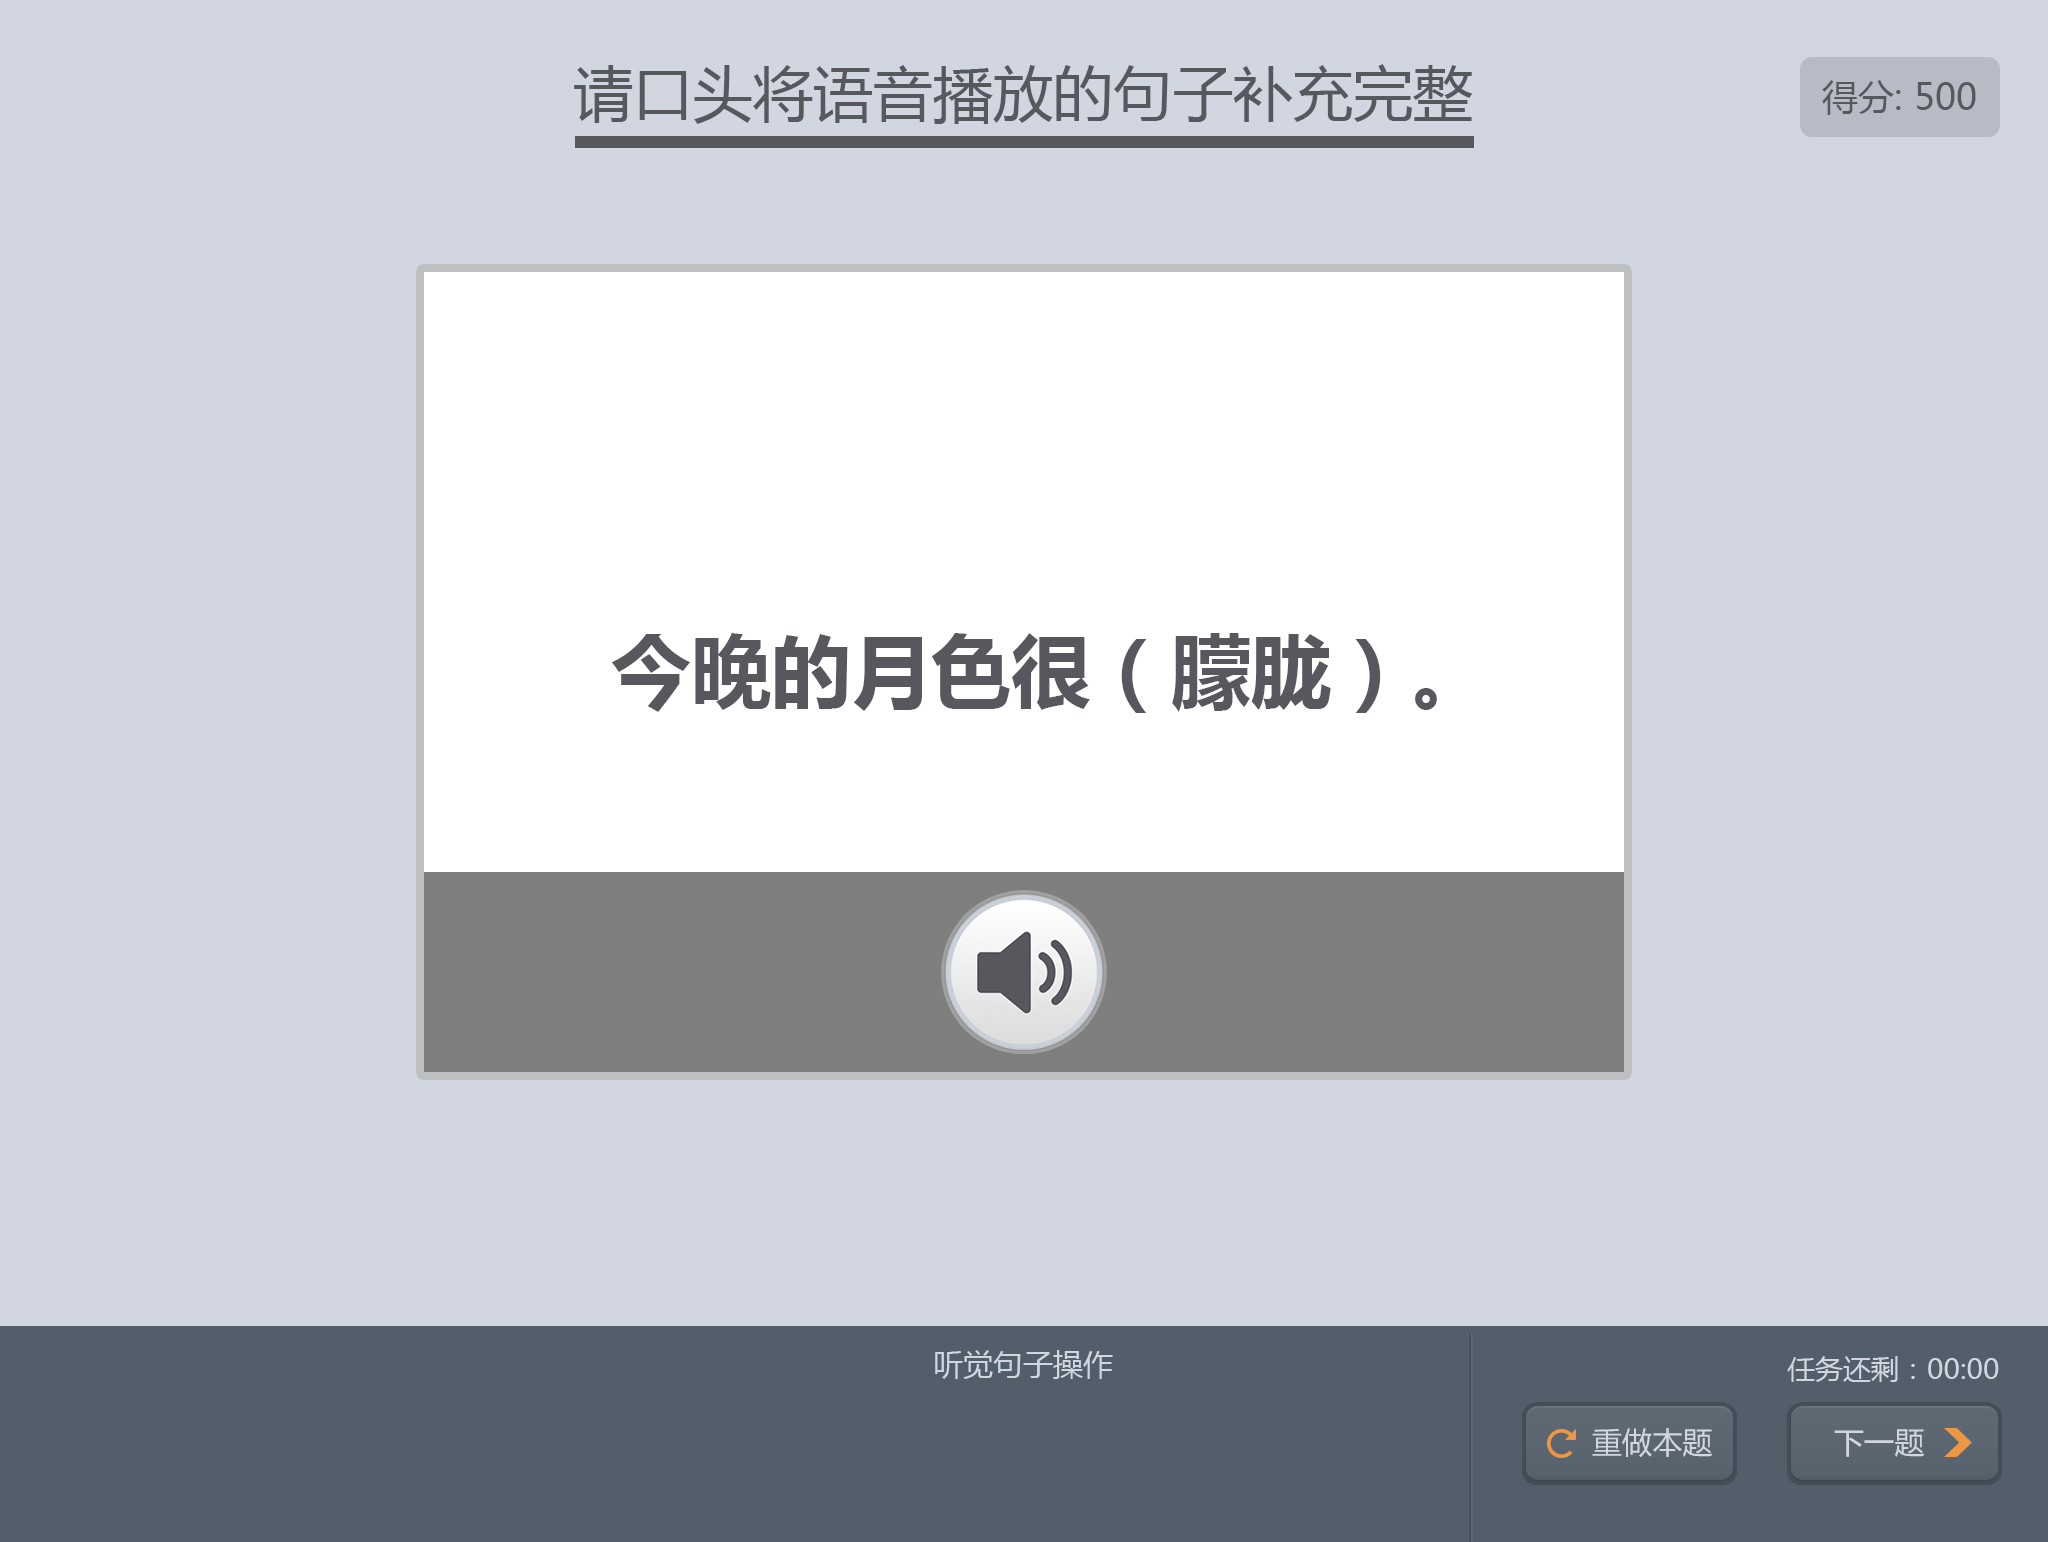 请口头将语音播放的句子补充完整
得分: 500
今晚的月色很（朦胧）。
听觉句子操作
任务还剩：00:00
重做本题
下一题